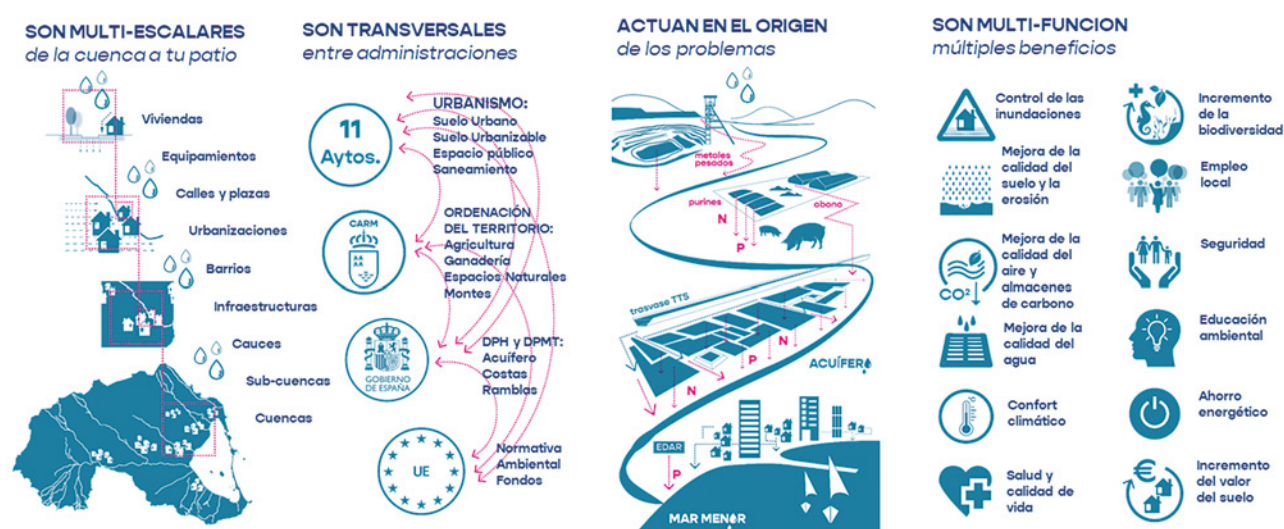 SON MULTI-ESCALARES
de la cuenca a tu patio
Viviendas
Equipamientos
Calles y plazas
Urbanizaciones
Barrios
Infraestructuras
Cauces
Sub-cuencas
Cuencas
SON TRANSVERSALES
entre administraciones
11
Aytos.
URBANISMO:
Suelo Urbano
Suelo Urbanizable
Espacio público
Saneamiento
CARM
ORDENACIÓN
DEL TERRITORIO:
Agricultura
Ganadería
Espacios Naturales
Montes
GOBIERNO
DE ESPAÑA
DPH y DPMT:
Acuífero
Costas
Ramblas
UE
Normativa
Ambiental
Fondos
ACTUAN EN EL ORIGEN
de los problemas
metales
pesados
purines
abono
N
P
trasvase TTS
N
P
P
N
ACUÍFERO
EDAR
P
MAR MENOR
SON MULTI-FUNCION
múltiples beneficios
Control de las
inundaciones
Mejora de la
calidad del
suelo y la
erosión
Mejora de la
calidad del
aire y
almacenes
de carbono
CO²
Mejora de la
calidad del
agua
Confort
climático
Salud y
calidad de
vida
Incremento
de la
biodiversidad
Empleo
local
Seguridad
Educación
ambiental
Ahorro
energético
€
Incremento
del valor
del suelo